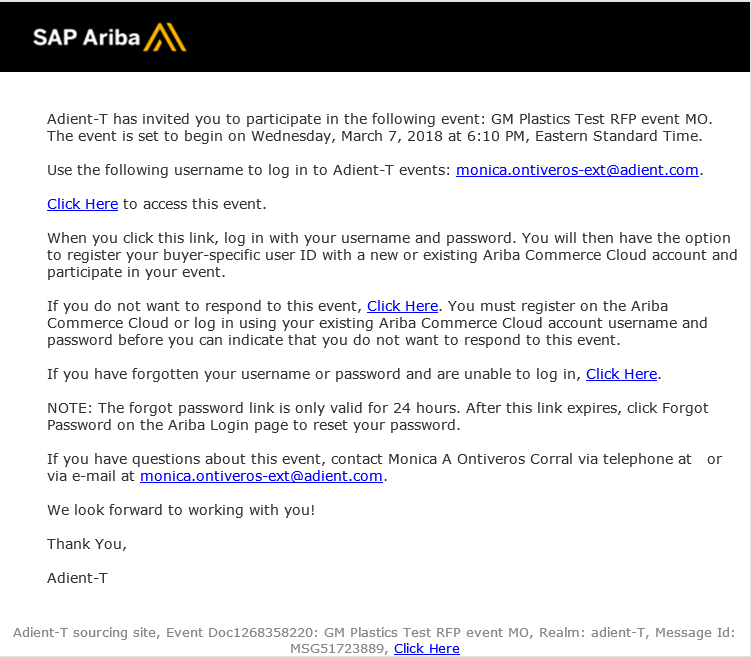 SAP Ariba
Adient-T has invited you to participate in the following event: GM Plastics Test RFP event MO.
The event is set to begin on Wednesday, March 7, 2018 at 6:10 PM, Eastern Standard Time.
Use the following username to log in to Adient-T events: monica.ontiveros-ext@adient.com.
Click Here to access this event.
When you click this link, log in with your username and password. You will then have the option
to register your buyer-specific user ID with a new or existing Ariba Commerce Cloud account and
participate in your event.
If you do not want to respond to this event, Click Here. You must register on the Ariba
Commerce Cloud or log in using your existing Ariba Commerce Cloud account username and
password before you can indicate that you do not want to respond to this event.
If you have forgotten your username or password and are unable to log in, Click Here.
NOTE: The forgot password link is only valid for 24 hours. After this link expires, click Forgot
Password on the Ariba Login page to reset your password.
If you have questions about this event, contact Monica A Ontiveros Corral via telephone at   or
via e-mail at monica.ontiveros-ext@adient.com.
We look forward to working with you!
Thank You,
Adient-T
Adient-T sourcing site, Event Doc1268358220: GM Plastics Test RFP event MO, Realm: adient-T, Message Id:
MSG51723889, Click Here